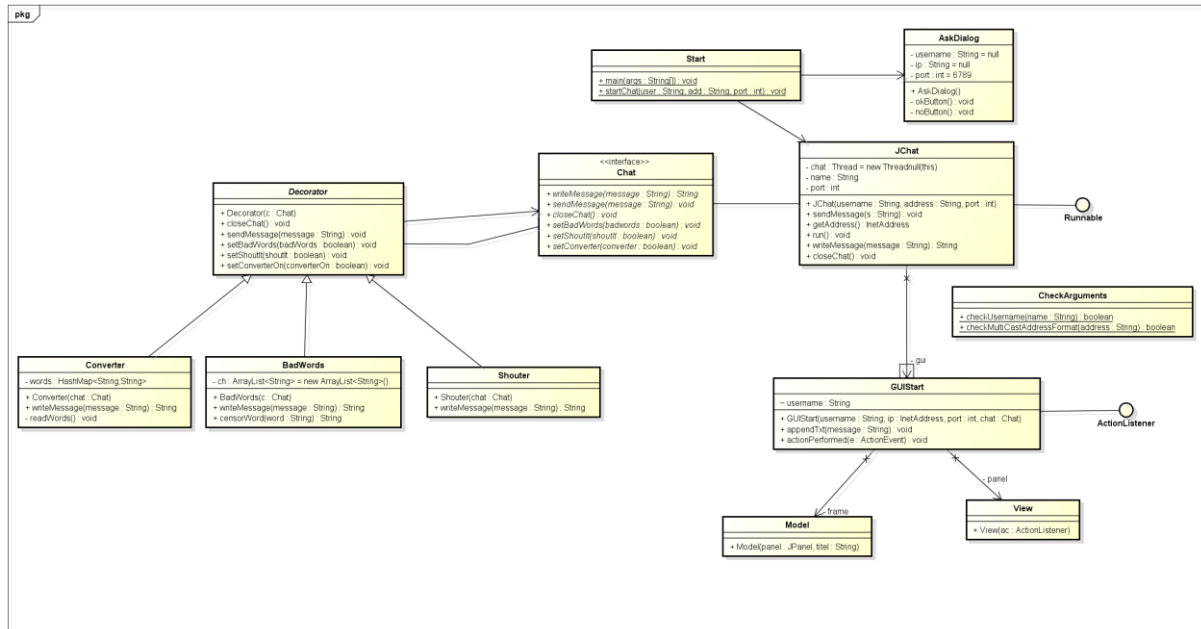 pkg
AskDialog
- username : String = null
- ip : String = null
- port : int = 6789
+ AskDialog()
- okButton() : void
- noButton() : void
Start
+ main(args : String[]) : void
+ startChat(user : String, add : String, port : int) : void
JChat
- chat : Thread = new Threadnull(this)
- name : String
- port : int
+ JChat(username : String, address : String, port : int)
+ sendMessage(s : String) : void
+ getAddress() : InetAddress
+ run() : void
+ writeMessage(message : String) : String
+ closeChat() : void
Runnable
<<interface>>
Chat
+ writeMessage(message : String) : String
+ sendMessage(message : String) : void
+ closeChat() : void
+ setBadWords(badwords : boolean) : void
+ setShoutIt(shoutIt : boolean) : void
+ setConverter(converter : boolean) : void
Decorator
+ Decorator(c : Chat)
+ closeChat() : void
+ sendMessage(message : String) : void
+ setBadWords(badWords : boolean) : void
+ setShoutIt(shoutIt : boolean) : void
+ setConverterOn(converterOn : boolean) : void
CheckArguments
+ checkUsername(name : String) : boolean
+ checkMultiCastAddressFormat(address : String) : boolean
Converter
- words : HashMap<String,String>
+ Converter(chat : Chat)
+ writeMessage(message : String) : String
- readWords() : void
BadWords
- ch : ArrayList<String> = new ArrayList<String>()
+ BadWords(c : Chat)
+ writeMessage(message : String) : String
+ censorWord(word : String) : String
Shouter
+ Shouter(chat : Chat)
+ writeMessage(message : String) : String
- gui
GUIStart
~ username : String
+ GUIStart(username : String, ip : InetAddress, port : int, chat : Chat)
+ appendTxt(message : String) : void
+ actionPerformed(e : ActionEvent) : void
ActionListener
- panel
- frame
Model
+ Model(panel : JPanel, titel : String)
View
+ View(ac : ActionListener)